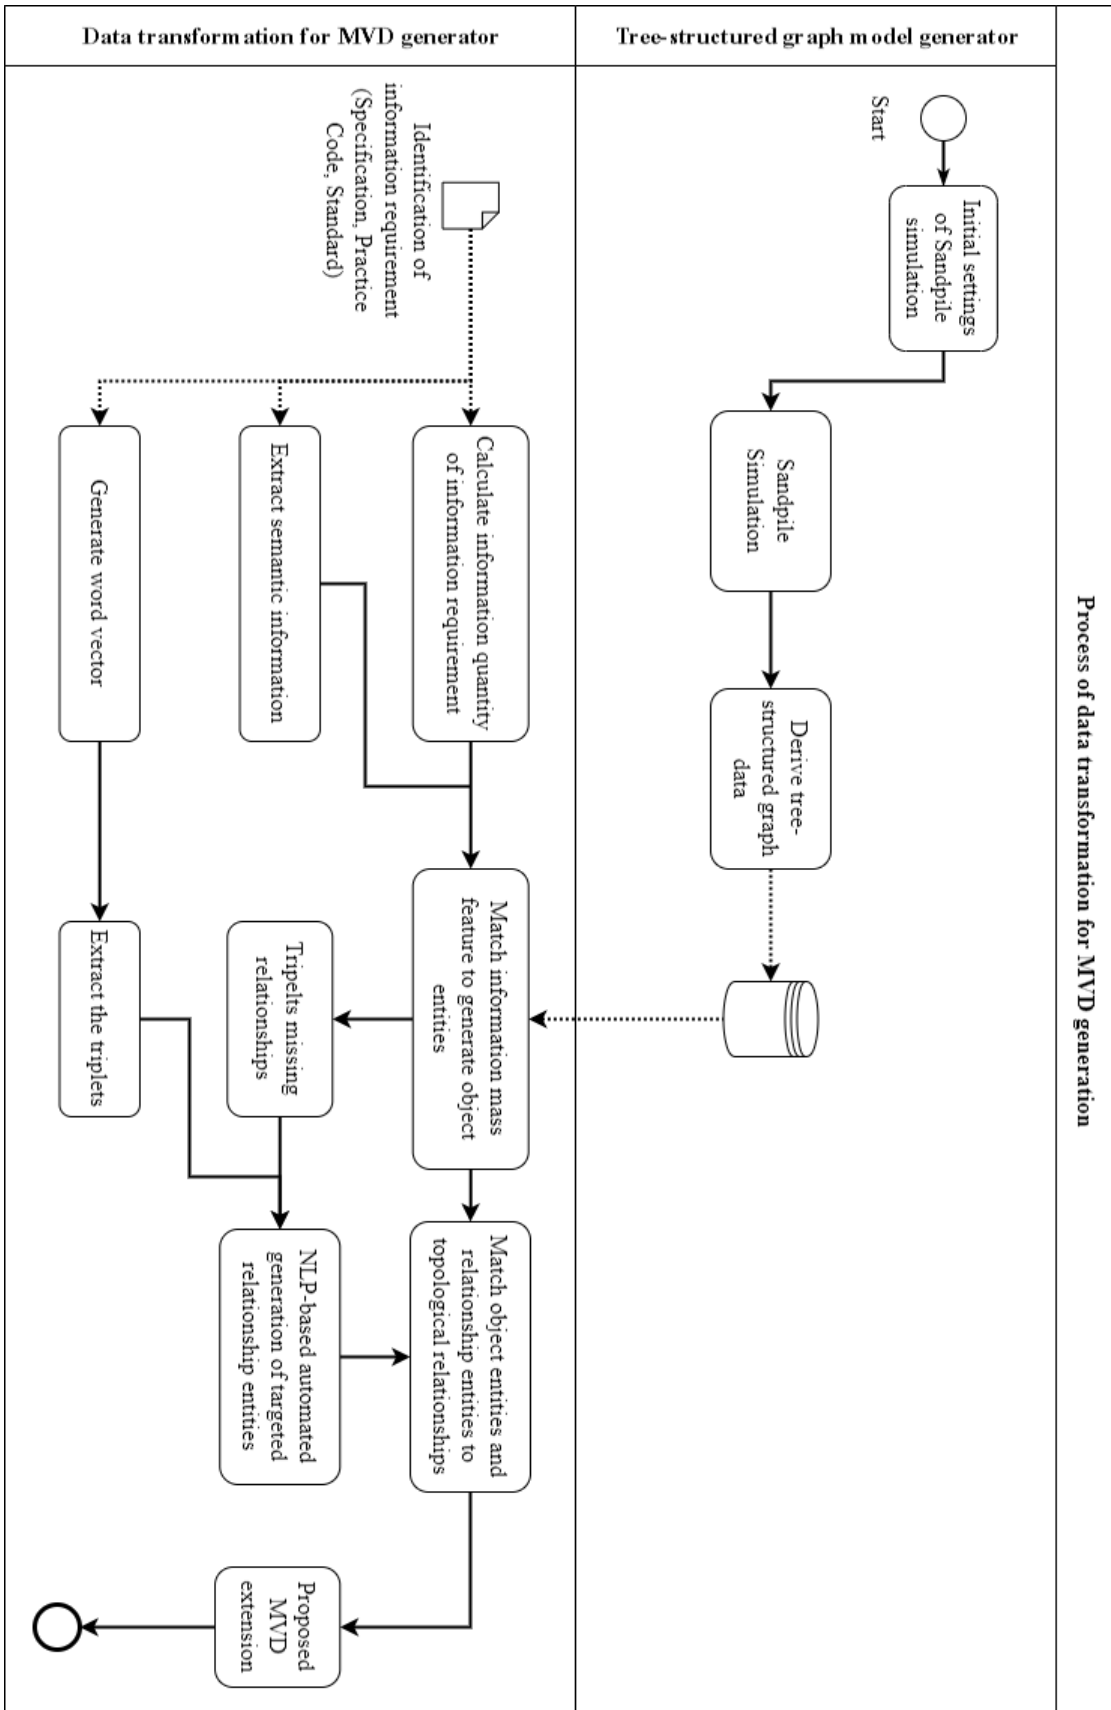 Process of data transformation for MVD generation
Tree-structured graph model generator
Start
Initial settings
of Sandpile
simulation
Sandpile
Simulation
Derive tree-
structured graph
data
Data transformation for MVD generator
Identification of
information requirement
(Specification, Practice
Code, Standard)
Calculate information quantity
of information requirement
Extract semantic information
Generate word vector
Match information mass
feature to generate object
entities
Tripelts missing
relationships
Extract the triplets
Match object entities and
relationship entities to
topological relationships
NLP-based automated
generation of targeted
relationship entities
Proposed
MVD
extension